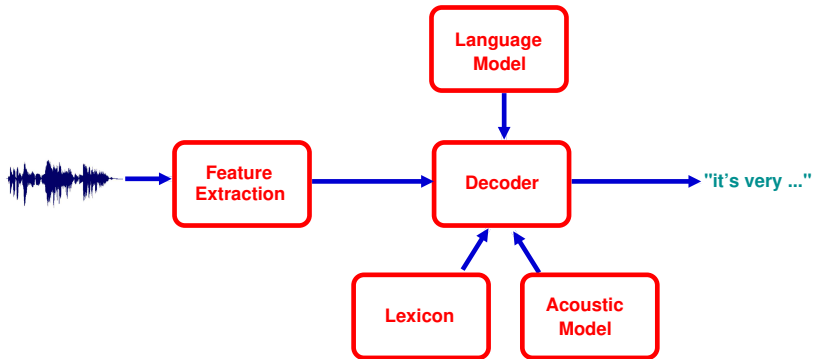 Language
Model
Feature
Extraction
Decoder
"it's very ..."
Lexicon
Acoustic
Model